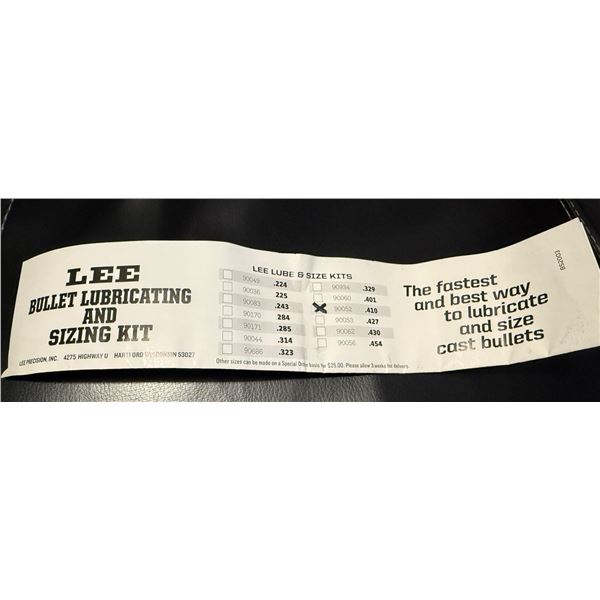 LEE
BULLET LUBRICATING
AND
SIZING KIT
LEE PRECISION, INC. 4275 HIGHWAY U HARTFORD WISCONSIN 53027
LEE LUBE & SIZE KITS
90049 .224
90036 .225
90083 .243
90170 .284
90171 .285
90044 .314
90686 .323
90934 .329
90060 .401
90052 .410
90053 .427
90062 .430
90056 .454
Other sizes can be made on a Special Order basis for $25.00. Please allow 3 weeks for delivery.
The fastest
and best way
to lubricate
and size
cast bullets
BS2003